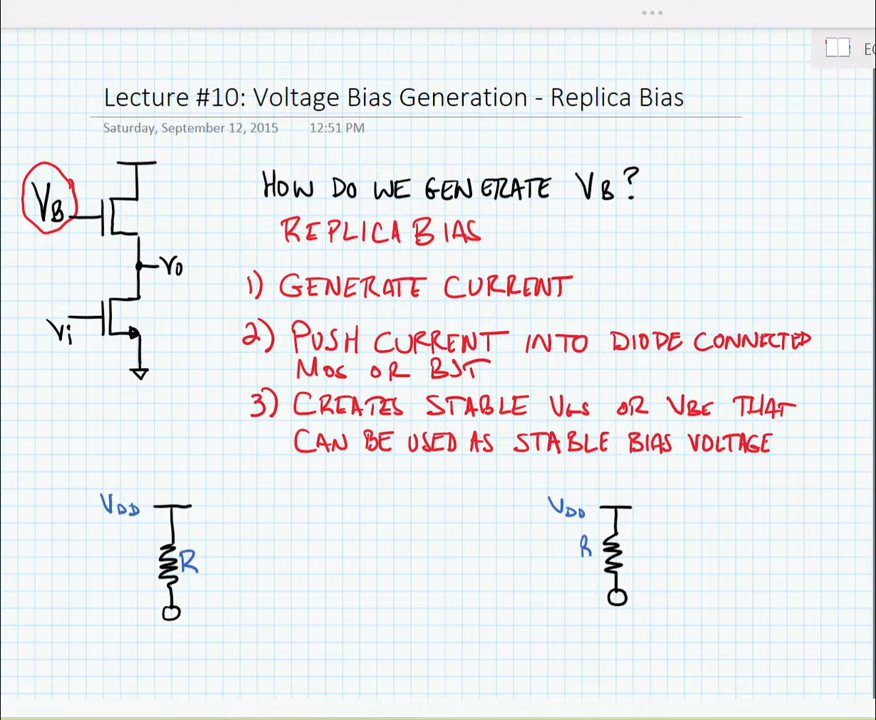 Lecture #10: Voltage Bias Generation - Replica Bias
Saturday, September 12, 2015 12:51 PM
VB
HOW DO WE GENERATE VB?
REPLICA BIAS
Vo
1) GENERATE CURRENT
Vi
2) PUSH CURRENT INTO DIODE CONNECTED
MOS OR BJT
3) CREATES STABLE VGS OR VBE THAT
CAN BE USED AS STABLE BIAS VOLTAGE
VDD
R
VDD
R